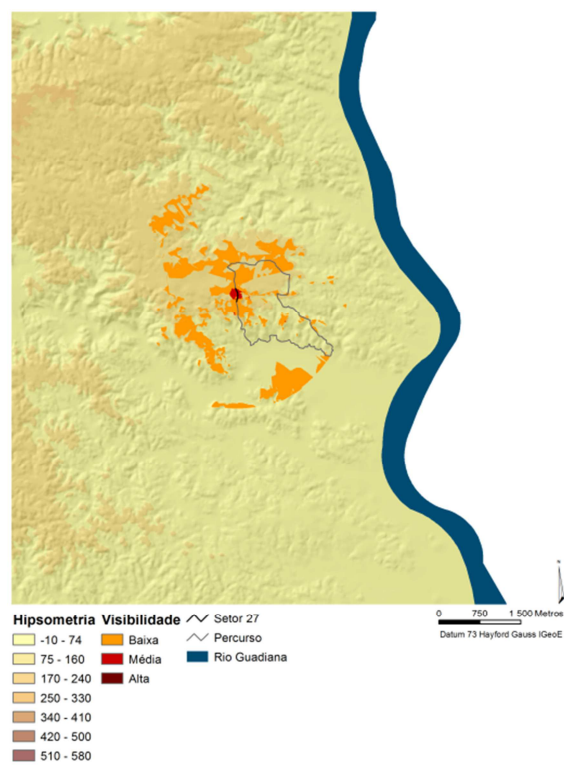 N
0 750 1 500 Metros
Datum 73 Hayford Gauss IGeoE
Hipsometria
-10 - 74
75 - 160
170 - 240
250 - 330
340 - 410
420 - 500
510 - 580
Visibilidade
Baixa
Média
Alta
Setor 27
Percurso
Rio Guadiana